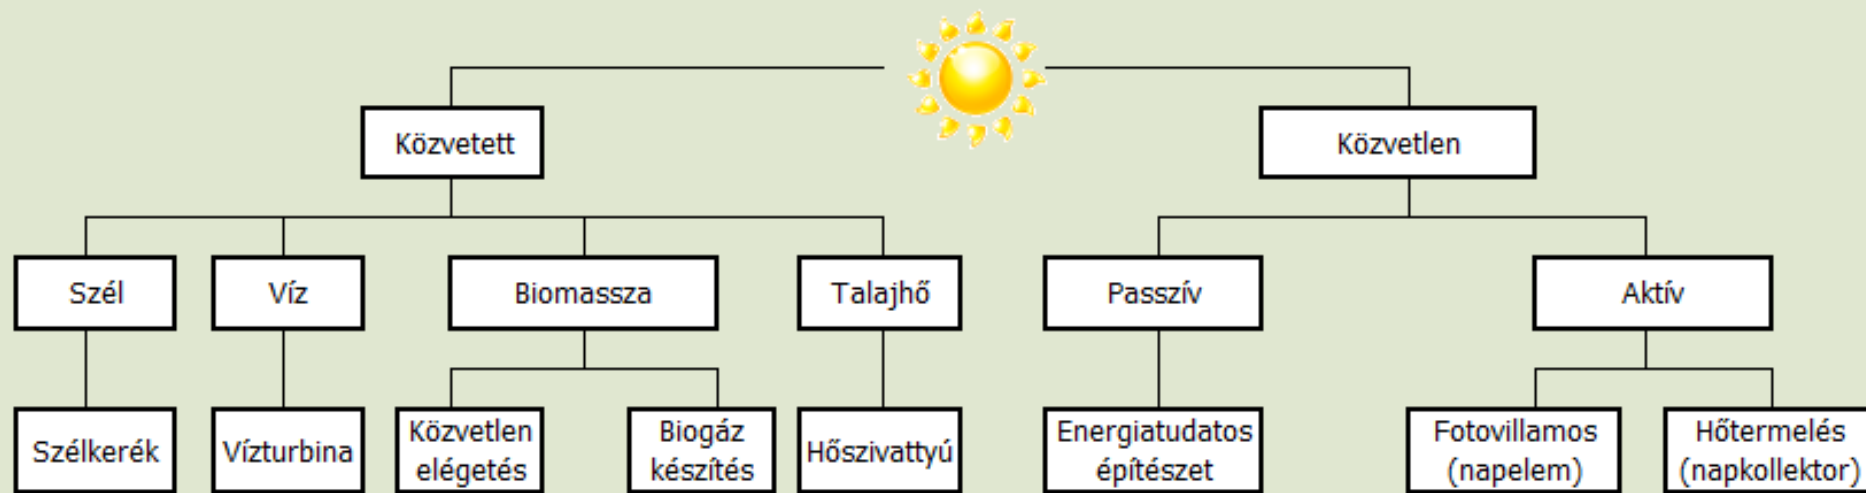 Közvetett
Közvetlen
Szél
Víz
Biomassza
Talajhő
Passzív
Aktív
Szélkerék
Vízturbina
Közvetlen
elégetés
Biogáz
készítés
Hőszivattyú
Energiatudatos
építészet
Fotovillamos
(napelem)
Hőtermelés
(napkollektor)